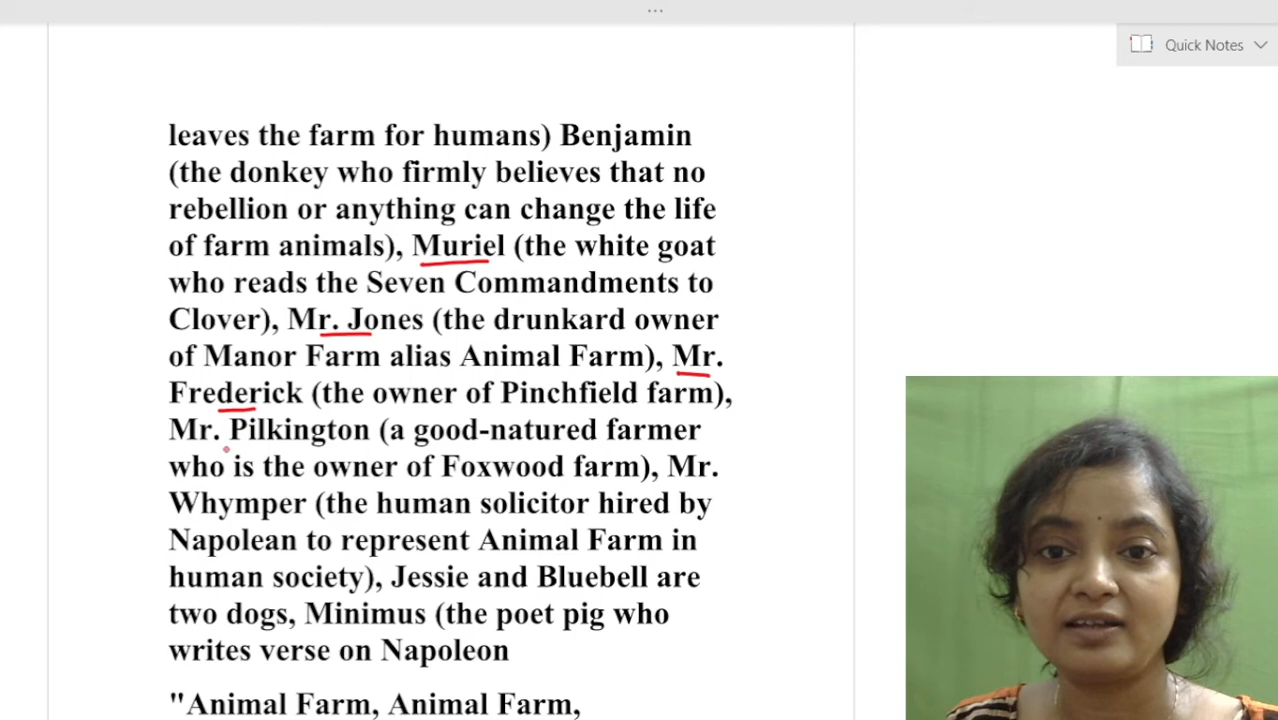 ...
Quick Notes
leaves the farm for humans) Benjamin
(the donkey who firmly believes that no
rebellion or anything can change the life
of farm animals), Muriel (the white goat
who reads the Seven Commandments to
Clover), Mr. Jones (the drunkard owner
of Manor Farm alias Animal Farm), Mr.
Frederick (the owner of Pinchfield farm),
Mr. Pilkington (a good-natured farmer
who is the owner of Foxwood farm), Mr.
Whymper (the human solicitor hired by
Napolean to represent Animal Farm in
human society), Jessie and Bluebell are
two dogs, Minimus (the poet pig who
writes verse on Napoleon
"Animal Farm, Animal Farm,